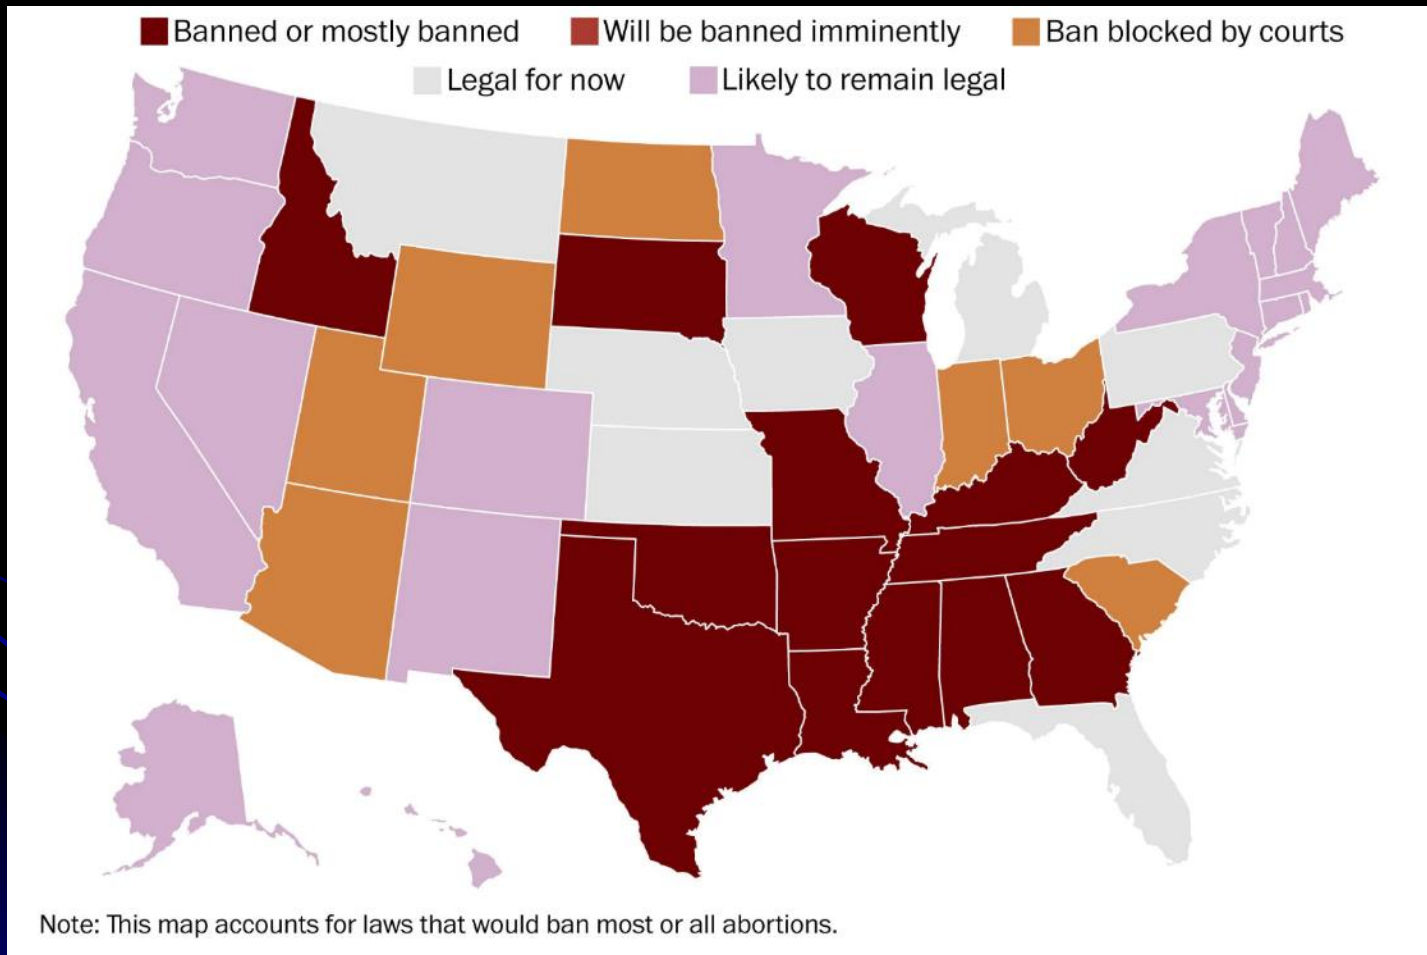 Banned or mostly banned Will be banned imminently Ban blocked by courts
Legal for now Likely to remain legal
Note: This map accounts for laws that would ban most or all abortions.